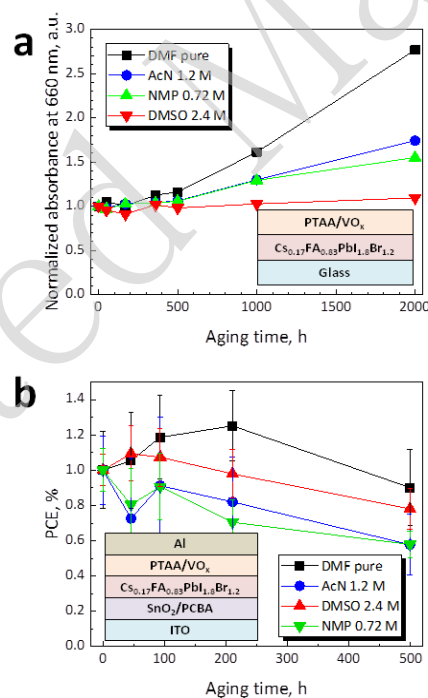 a
3.0
2.5
2.0
1.5
1.0
0.5
0.0
Normalized absorbance at 660 nm, a.u.
DMF pure
AcN 1.2 M
NMP 0.72 M
DMSO 2.4 M
PTAA/VOₓ
Cs₀.₁₇FA₀.₈₃PbI₁.₈Br₁.₂
Glass
0 500 1000 1500 2000
Aging time, h
b
1.4
1.2
1.0
0.8
0.6
0.4
0.2
0.0
PCE, %
Al
PTAA/VOₓ
Cs₀.₁₇FA₀.₈₃PbI₁.₈Br₁.₂
SnO₂/PCBA
ITO
DMF pure
AcN 1.2 M
DMSO 2.4 M
NMP 0.72 M
0 100 200 300 400 500
Aging time, h